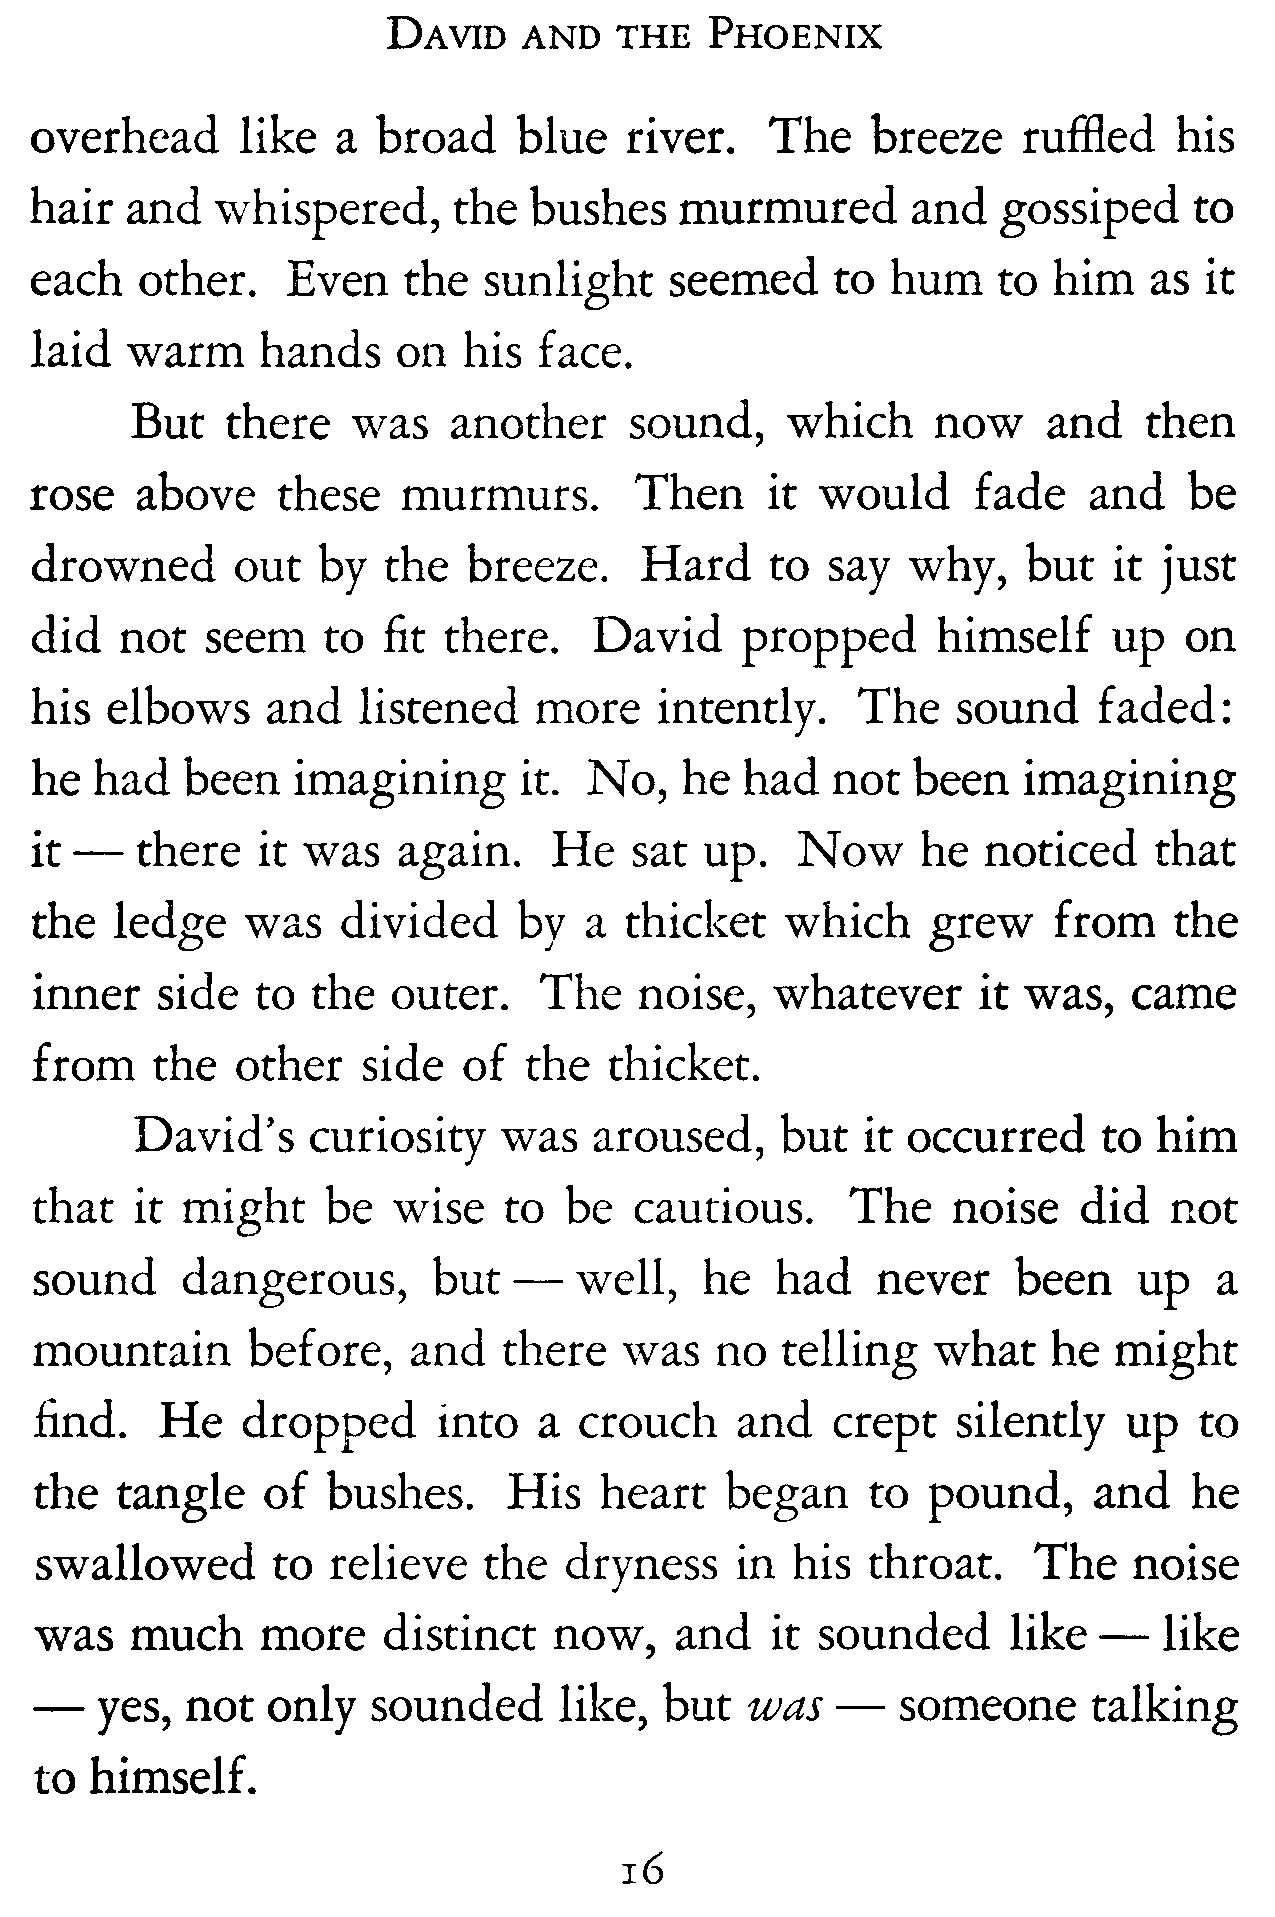 DAVID AND THE PHOENIX
overhead like a broad blue river. The breeze ruffled his
hair and whispered, the bushes murmured and gossiped to
each other. Even the sunlight seemed to hum to him as it
laid warm hands on his face.
But there was another sound, which now and then
rose above these murmurs. Then it would fade and be
drowned out by the breeze. Hard to say why, but it just
did not seem to fit there. David propped himself up on
his elbows and listened more intently. The sound faded:
he had been imagining it. No, he had not been imagining
it — there it was again. He sat up. Now he noticed that
the ledge was divided by a thicket which grew from the
inner side to the outer. The noise, whatever it was, came
from the other side of the thicket.
David's curiosity was aroused, but it occurred to him
that it might be wise to be cautious. The noise did not
sound dangerous, but — well, he had never been up a
mountain before, and there was no telling what he might
find. He dropped into a crouch and crept silently up to
the tangle of bushes. His heart began to pound, and he
swallowed to relieve the dryness in his throat. The noise
was much more distinct now, and it sounded like — like
— yes, not only sounded like, but was — someone talking
to himself.
16